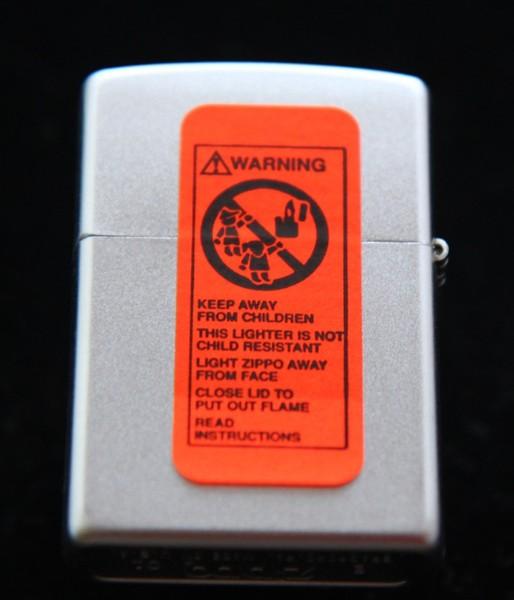 WARNING
KEEP AWAY
FROM CHILDREN
THIS LIGHTER IS NOT
CHILD RESISTANT
LIGHT ZIPPO AWAY
FROM FACE
CLOSE LID TO
PUT OUT FLAME
READ
INSTRUCTIONS